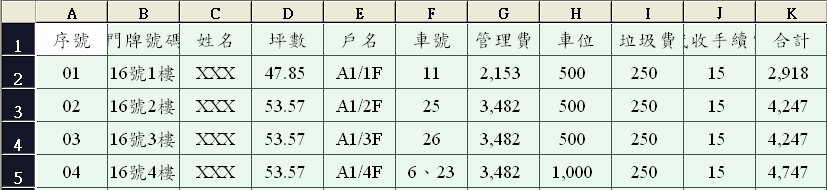 A B C D E F G H I J K
1 序號 門牌號碼 姓名 坪數 戶名 車號 管理費 車位 垃圾費 收手續 合計
2 01 16號1樓 XXX 47.85 A1/1F 11 2,153 500 250 15 2,918
3 02 16號2樓 XXX 53.57 A1/2F 25 3,482 500 250 15 4,247
4 03 16號3樓 XXX 53.57 A1/3F 26 3,482 500 250 15 4,247
5 04 16號4樓 XXX 53.57 A1/4F 6、23 3,482 1,000 250 15 4,747